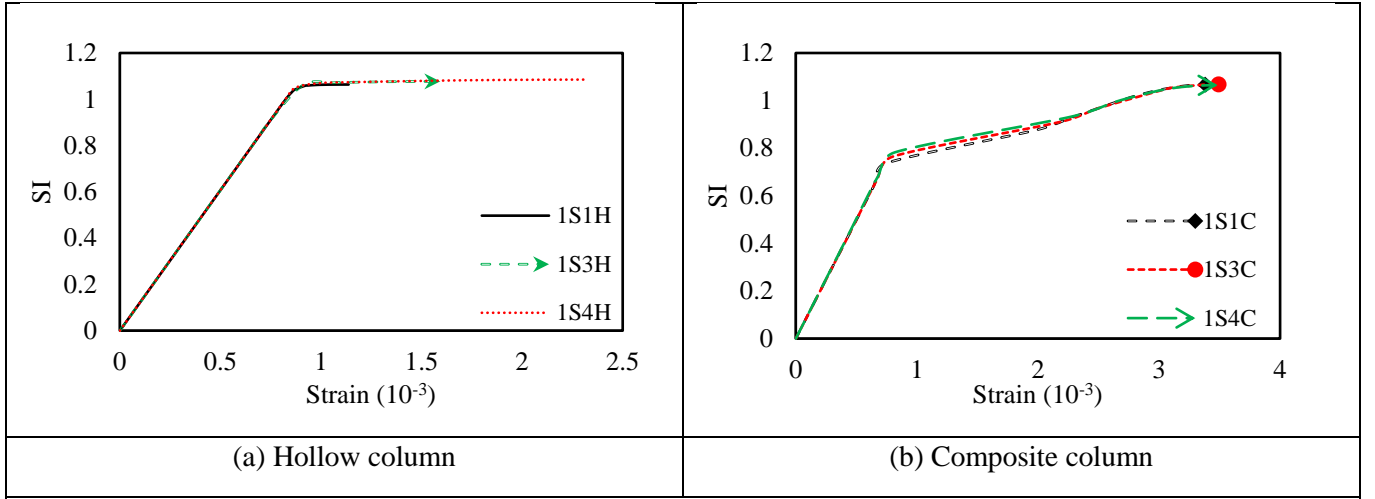 1.2
1
0.8
0.6
0.4
0.2
0
SI
0 0.5 1 1.5 2 2.5
Strain (10-3)
1S1H
1S3H
1S4H
1.2
1
0.8
0.6
0.4
0.2
0
SI
0 1 2 3 4
Strain (10-3)
1S1C
1S3C
1S4C
(a) Hollow column
(b) Composite column